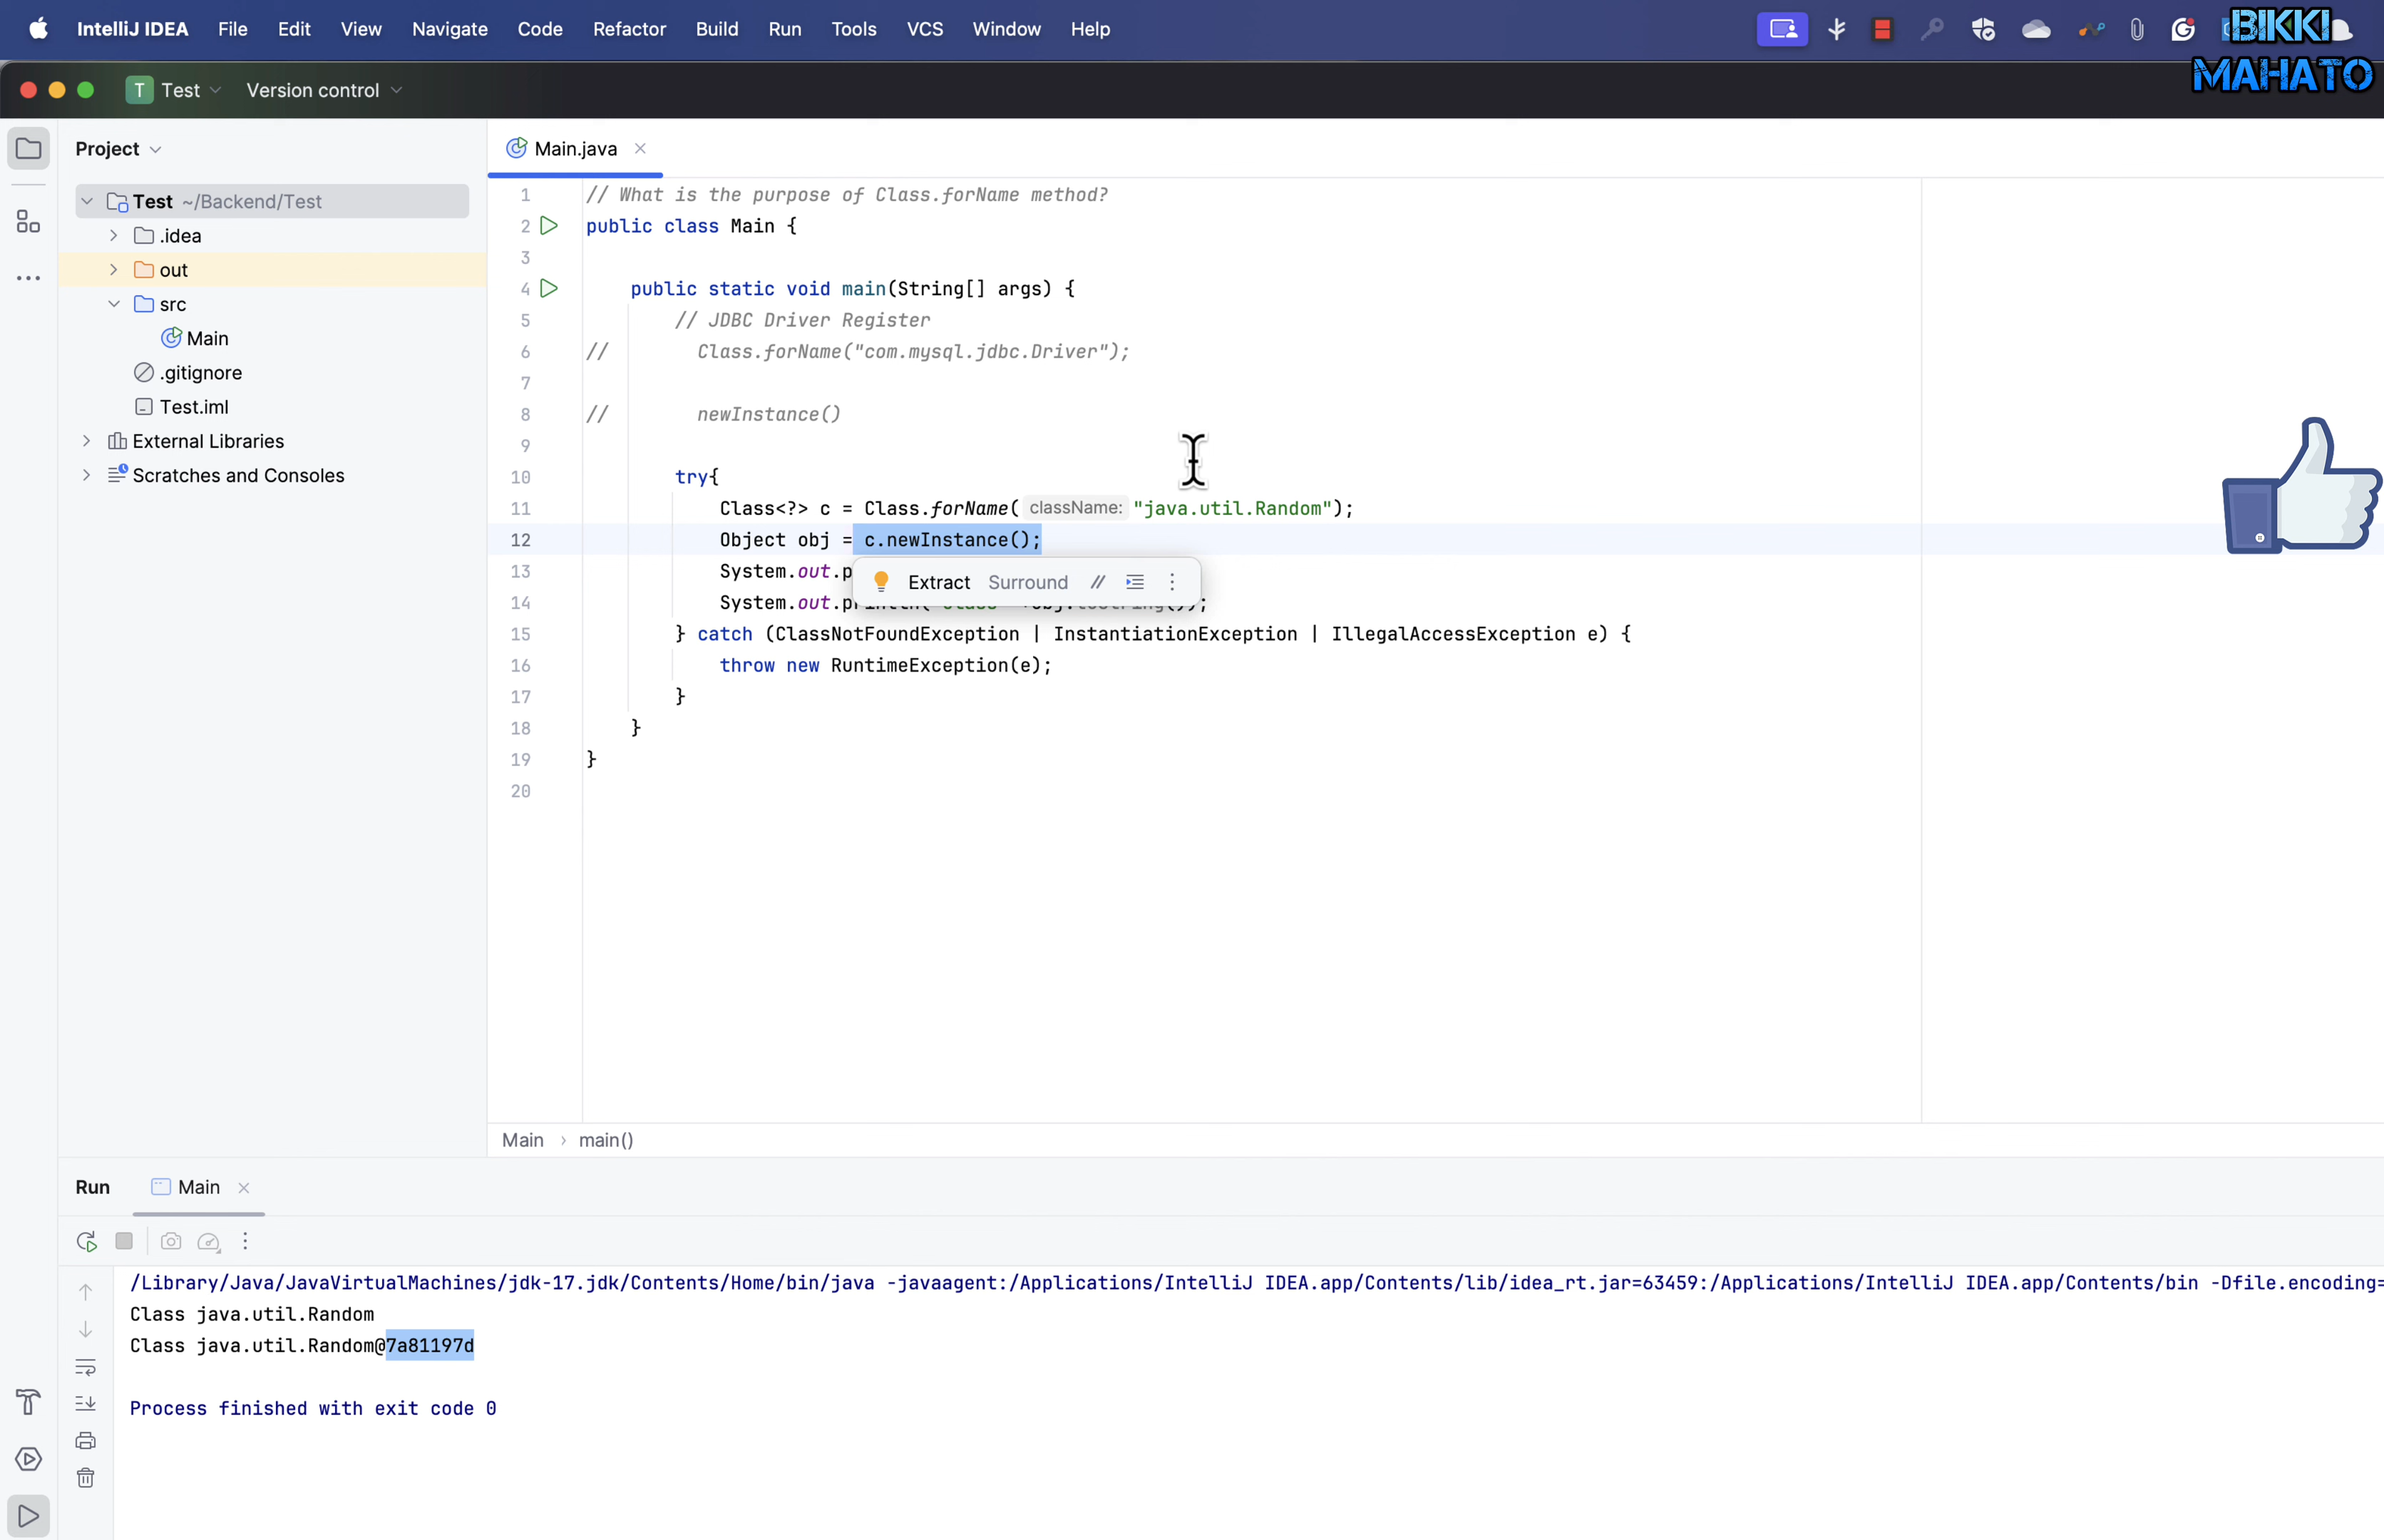 IntelliJ IDEA File Edit View Navigate Code Refactor Build Run Tools VCS Window Help
BIKKI
MAHATO
T Test Version control
Project
Main.java
Test ~/Backend/Test
.idea
out
src
Main
.gitignore
Test.iml
External Libraries
Scratches and Consoles
1 // What is the purpose of Class.forName method?
2 public class Main {
3
4 public static void main(String[] args) {
5 // JDBC Driver Register
6 // Class.forName("com.mysql.jdbc.Driver");
7
8 // newInstance()
9
10 try{
11 Class<?> c = Class.forName( className: "java.util.Random");
12 Object obj = c.newInstance();
13 System.out.p
Extract Surround //
14 System.out.println(
15 } catch (ClassNotFoundException | InstantiationException | IllegalAccessException e) {
16 throw new RuntimeException(e);
17 }
18 }
19 }
20
Main › main()
Run Main
/Library/Java/JavaVirtualMachines/jdk-17.jdk/Contents/Home/bin/java -javaagent:/Applications/IntelliJ IDEA.app/Contents/lib/idea_rt.jar=63459:/Applications/IntelliJ IDEA.app/Contents/bin -Dfile.encoding=
Class java.util.Random
Class java.util.Random@7a81197d
Process finished with exit code 0